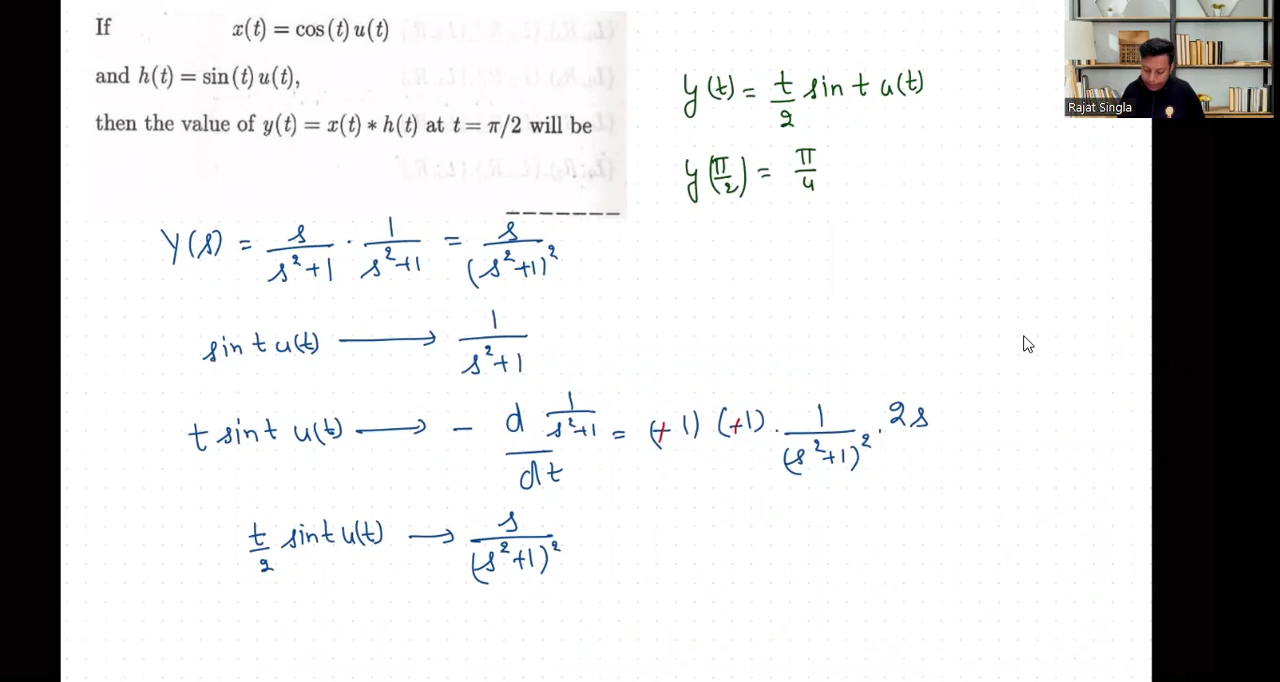 If x(t) = cos(t) u(t)
and h(t) = sin(t) u(t),
then the value of y(t) = x(t) * h(t) at t = π/2 will be
y(t) = t/2 sin t u(t)
y(π/2) = π/4
Rajat Singla
Y(s) = s/(s²+1) · 1/(s²+1) = s/(s²+1)²
sin t u(t) ⟶ 1/(s²+1)
t sin t u(t) ⟶ − d/dt 1/(s²+1) = (+1) (+1) · 1/(s²+1)² · 2s
t/2 sin t u(t) ⟶ s/(s²+1)²